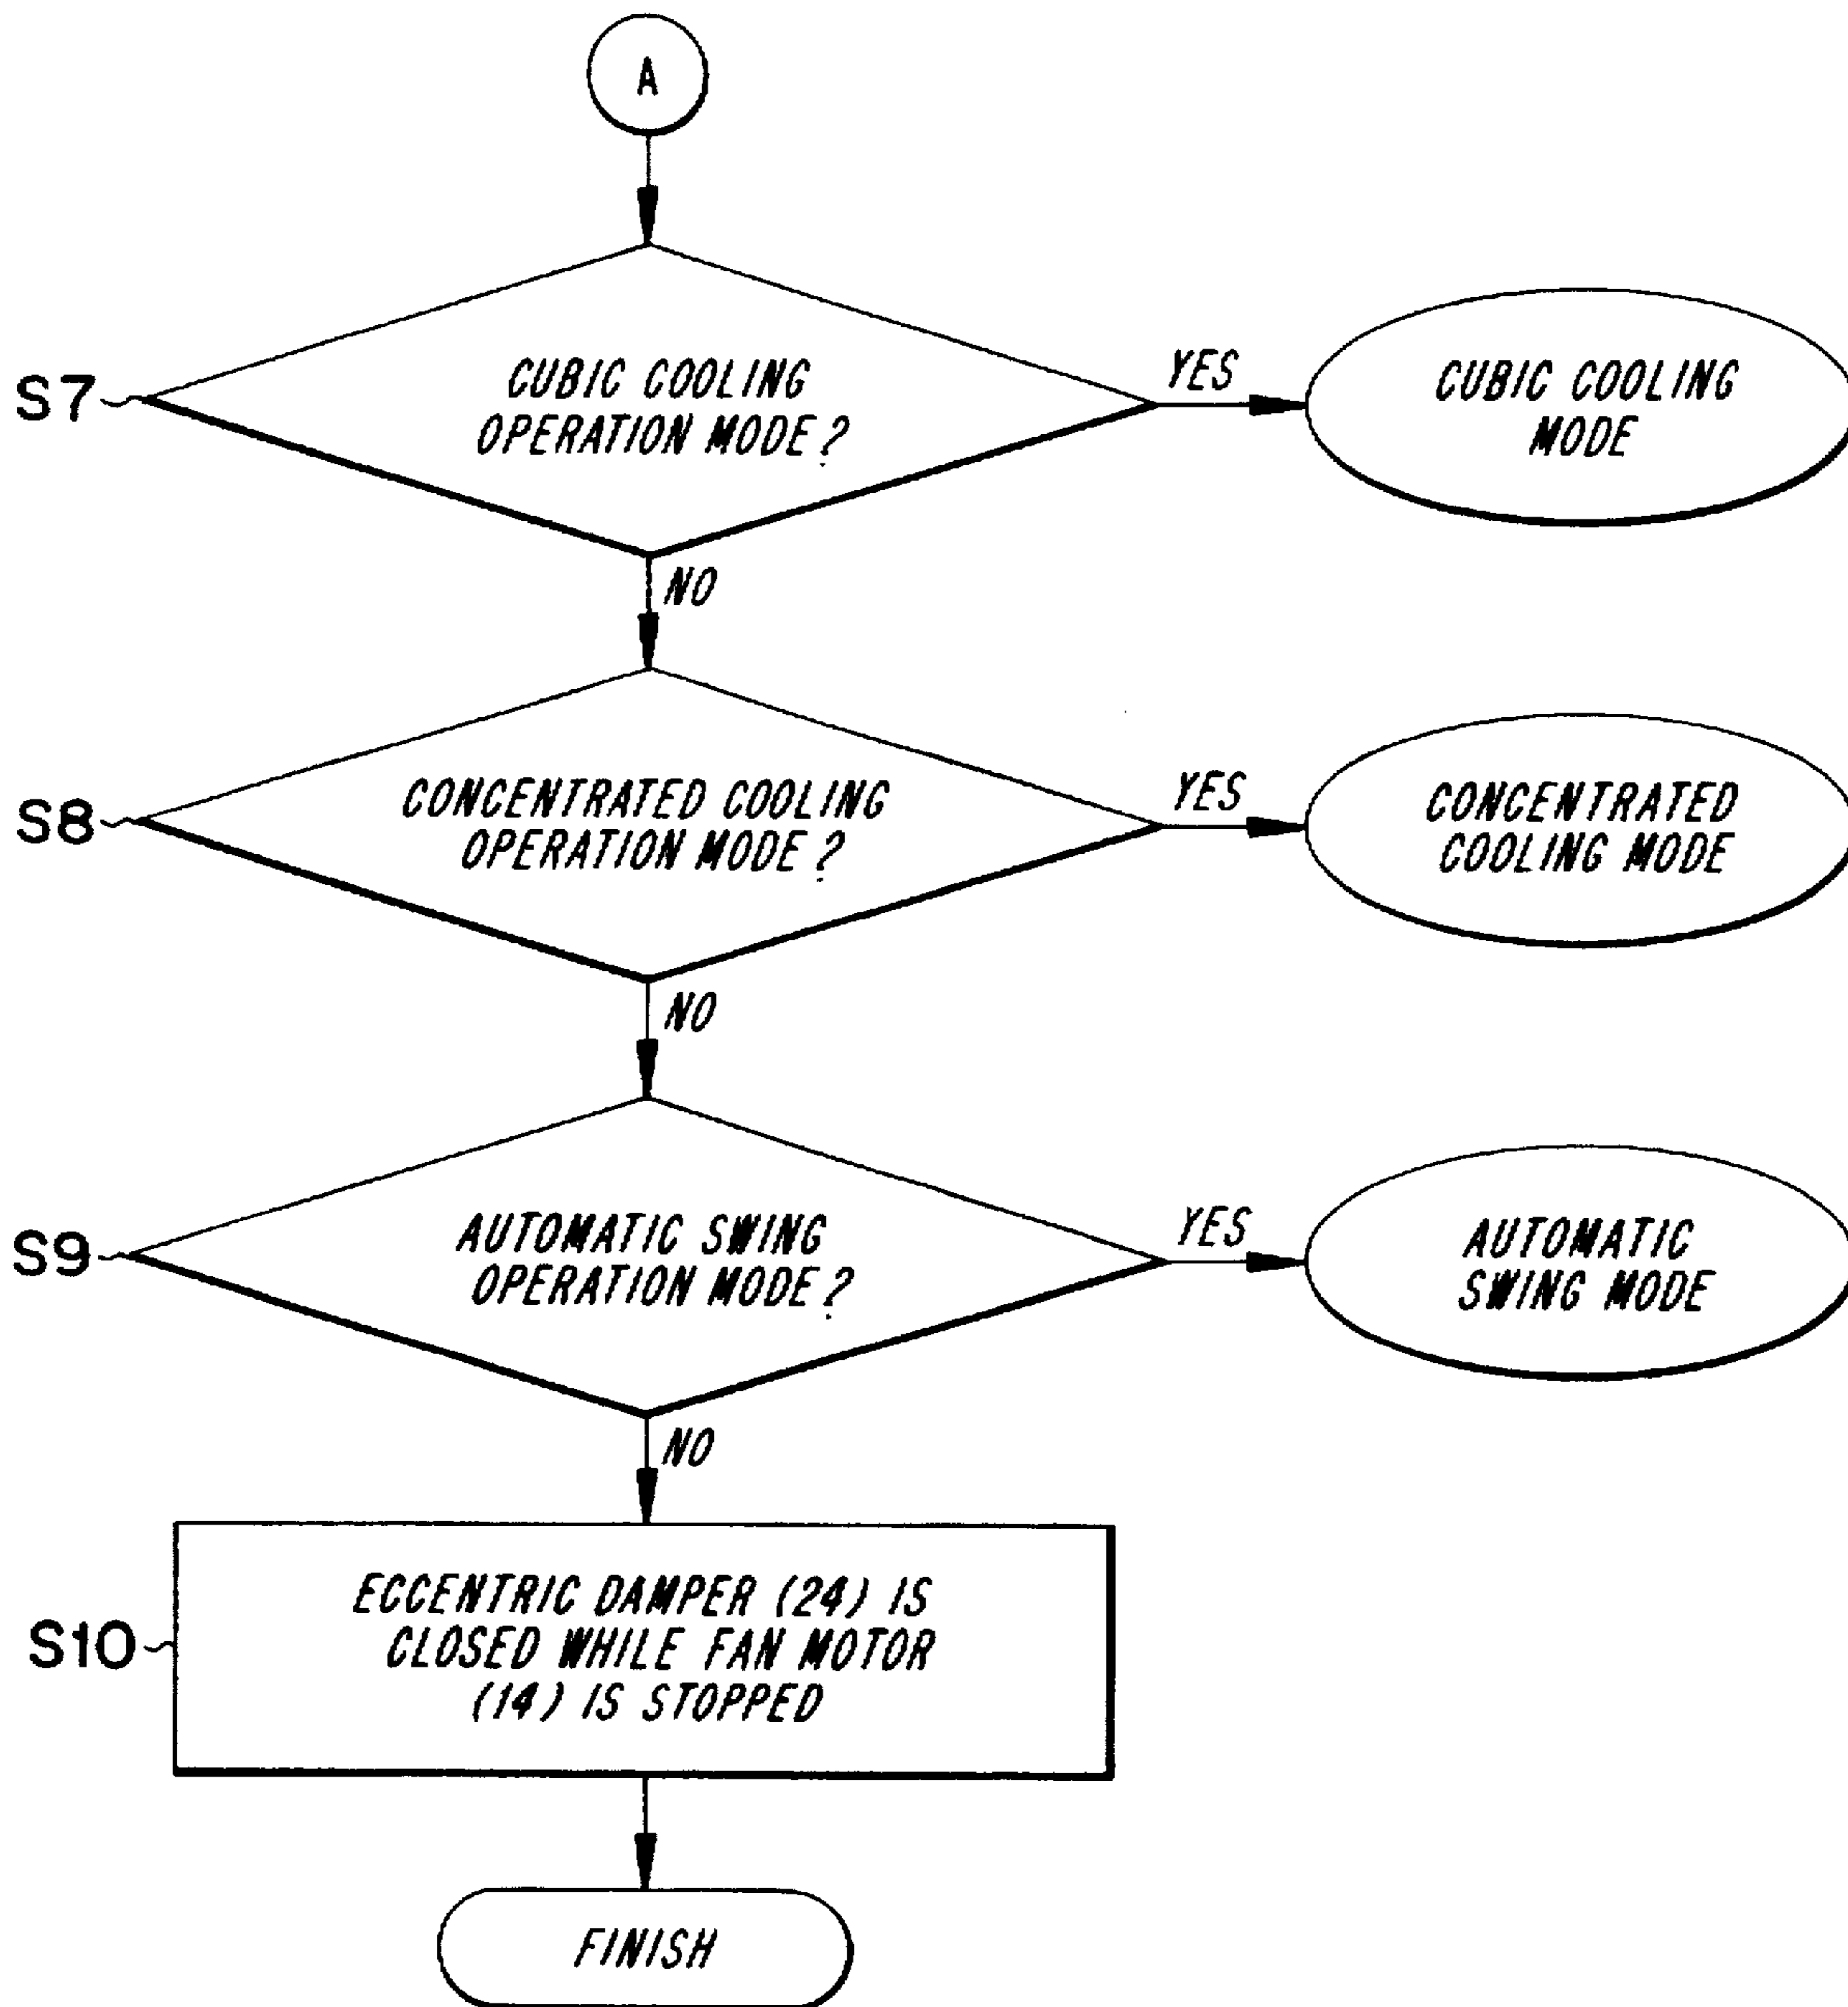 A
S7
CUBIC COOLING
OPERATION MODE?
YES
CUBIC COOLING
MODE
NO
S8
CONCENTRATED COOLING
OPERATION MODE?
YES
CONCENTRATED
COOLING MODE
NO
S9
AUTOMATIC SWING
OPERATION MODE?
YES
AUTOMATIC
SWING MODE
NO
S10
ECCENTRIC DAMPER (24) IS
CLOSED WHILE FAN MOTOR
(14) IS STOPPED
FINISH